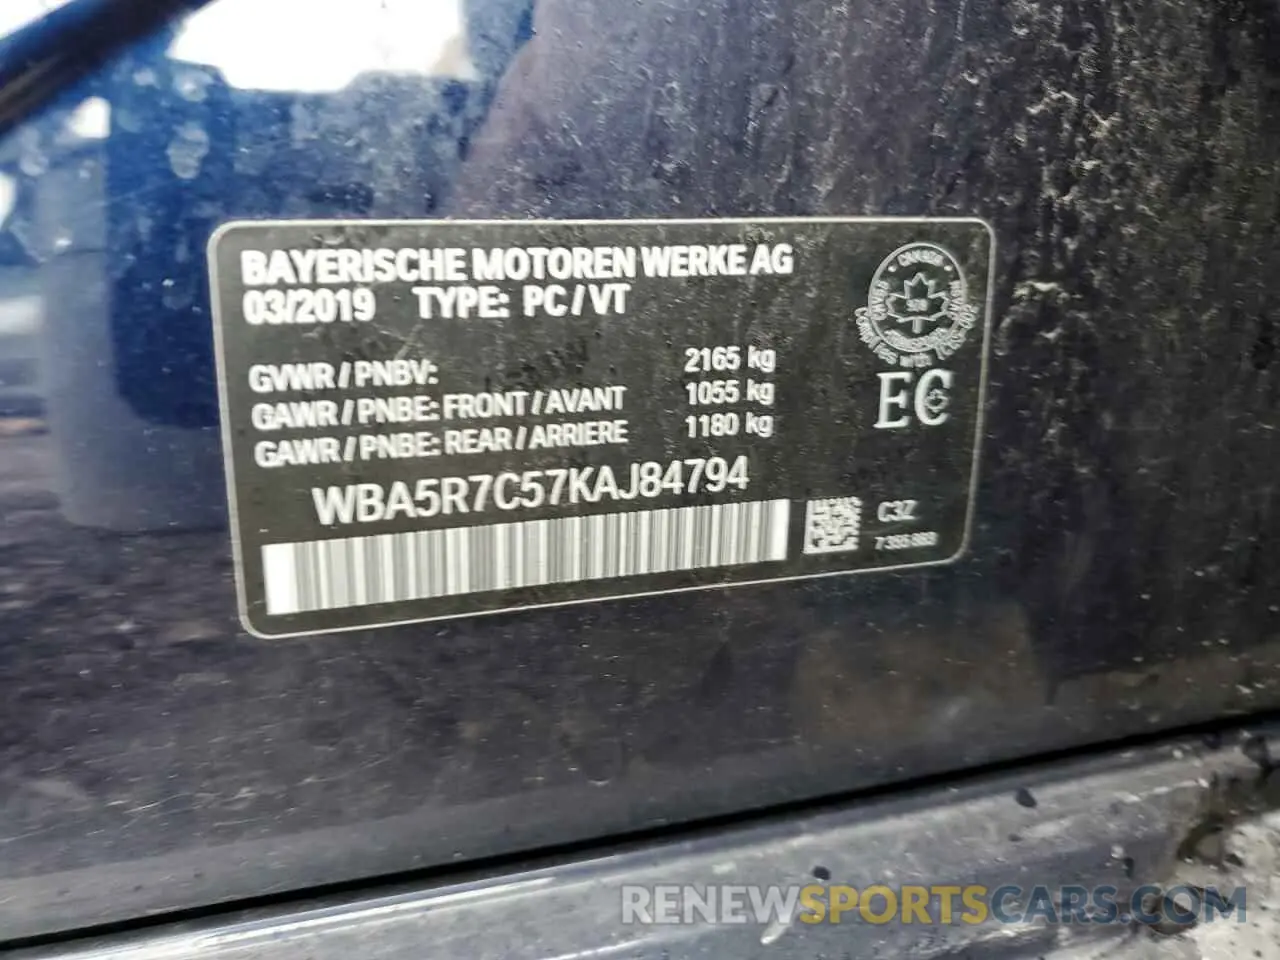 BAYERISCHE MOTOREN WERKE AG
03/2019 TYPE: PC / VT
GVWR / PNBV: 2165 kg
GAWR / PNBE: FRONT / AVANT 1055 kg
GAWR / PNBE: REAR / ARRIERE 1180 kg
WBA5R7C57KAJ84794
CANADA
EC
C3Z
RENEWSPORTSCARS.COM